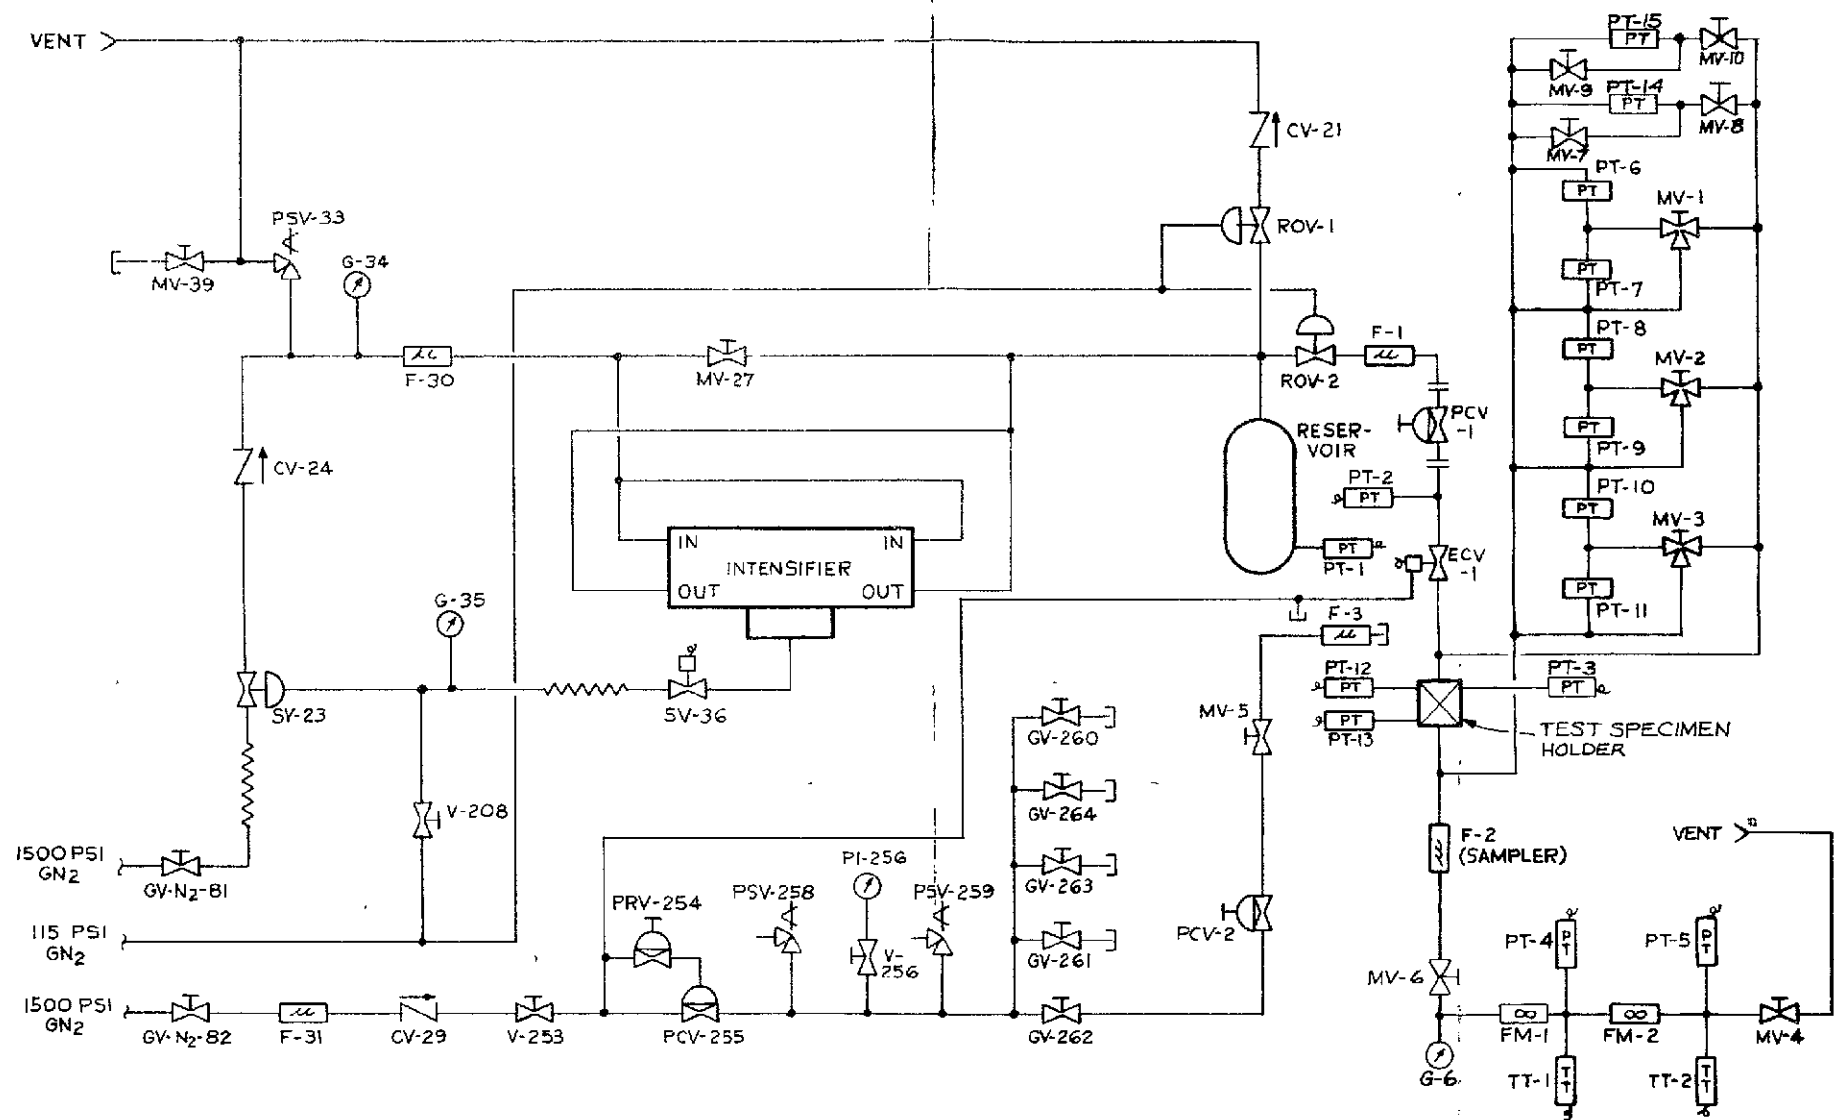 VENT
PT-15
PT
MV-10
MV-9
PT-14
PT
MV-8
MV-7
CV-21
PT-6
PT
MV-1
PSV-33
ROV-1
G-34
MV-39
PT
PT-7
F-1
PT-8
PT
MV-2
F-30
MV-27
ROV-2
PCV
-1
RESER-
VOIR
PT
PT-9
CV-24
PT-2
PT
PT-10
PT
MV-3
IN
IN
INTENSIFIER
OUT
OUT
PT
PT-1
ECV
-1
PT
PT-11
G-35
F-3
PT-12
PT
PT-3
PT
SV-23
SV-36
MV-5
PT
PT-13
TEST SPECIMEN
HOLDER
GV-260
V-208
GV-264
1500 PSI
GN2
GV-N2-81
PI-256
GV-263
F-2
(SAMPLER)
VENT
PRV-254
PSV-258
PSV-259
115 PSI
GN2
V-
256
GV-261
PCV-2
PT-4
PT
PT-5
PT
MV-6
1500 PSI
GN2
GV-N2-82
F-31
CV-29
V-253
PCV-255
GV-262
FM-1
FM-2
MV-4
G-6
TT-1
TT
TT-2
TT